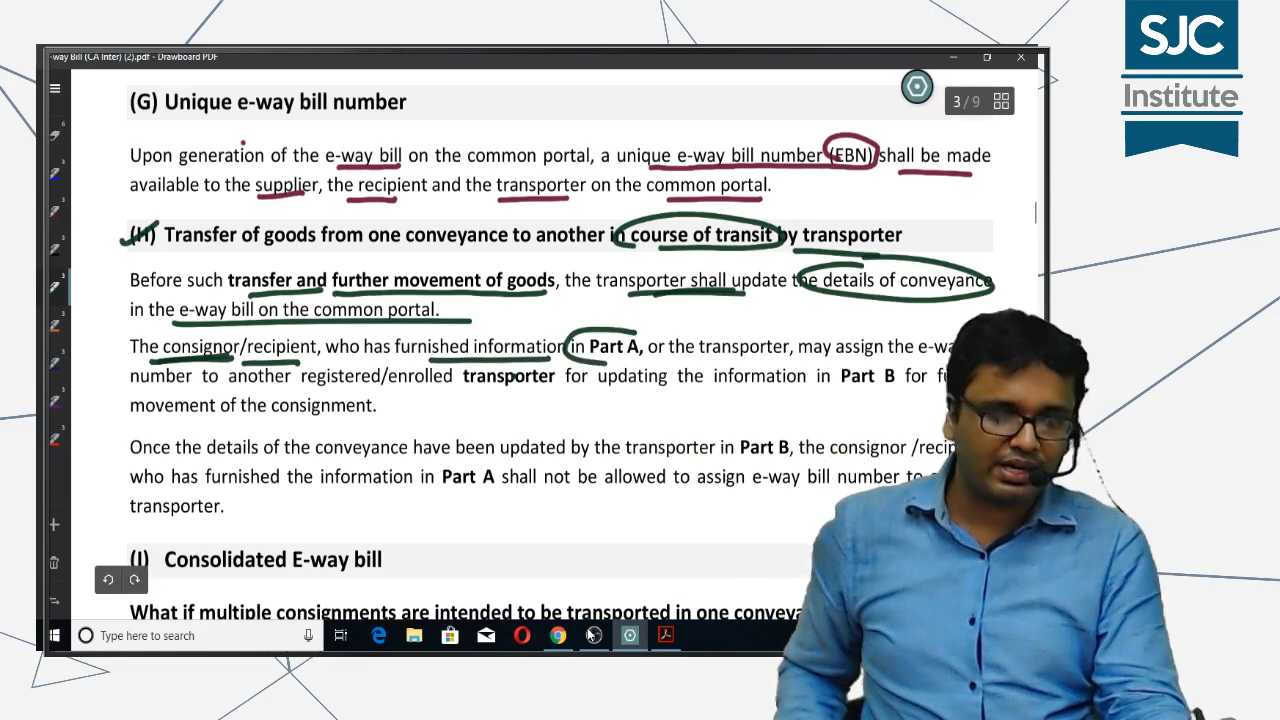 SJC
Institute
-way Bill (CA Inter) (2).pdf - Drawboard PDF
3 / 9
(G) Unique e-way bill number
Upon generation of the e-way bill on the common portal, a unique e-way bill number (EBN) shall be made
available to the supplier, the recipient and the transporter on the common portal.
(H) Transfer of goods from one conveyance to another in course of transit by transporter
Before such transfer and further movement of goods, the transporter shall update the details of conveyance
in the e-way bill on the common portal.
The consignor/recipient, who has furnished information in Part A, or the transporter, may assign the
number to another registered/enrolled transporter for updating the information in Part B for
movement of the consignment.
Once the details of the conveyance have been updated by the transporter in Part B, the consignor
who has furnished the information in Part A shall not be allowed to assign e-way bill number to
transporter.
(I) Consolidated E-way bill
What if multiple consignments are intended to be transported in one
Type here to search